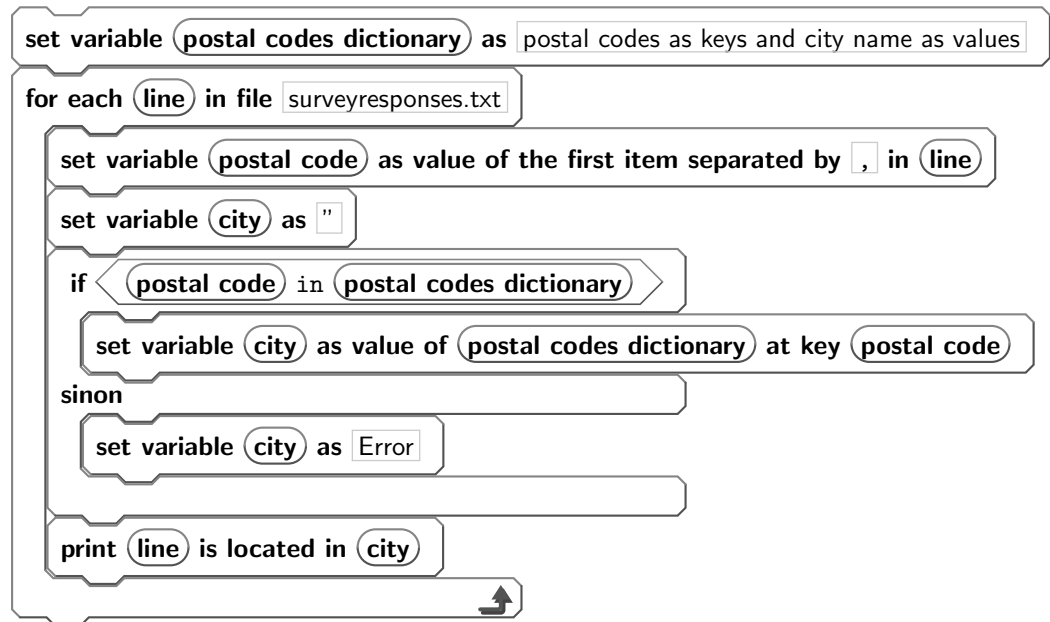 set variable postal codes dictionary as postal codes as keys and city name as values
for each line in file surveyresponses.txt
set variable postal code as value of the first item separated by , in line
set variable city as ”
if postal code in postal codes dictionary
set variable city as value of postal codes dictionary at key postal code
sinon
set variable city as Error
print line is located in city